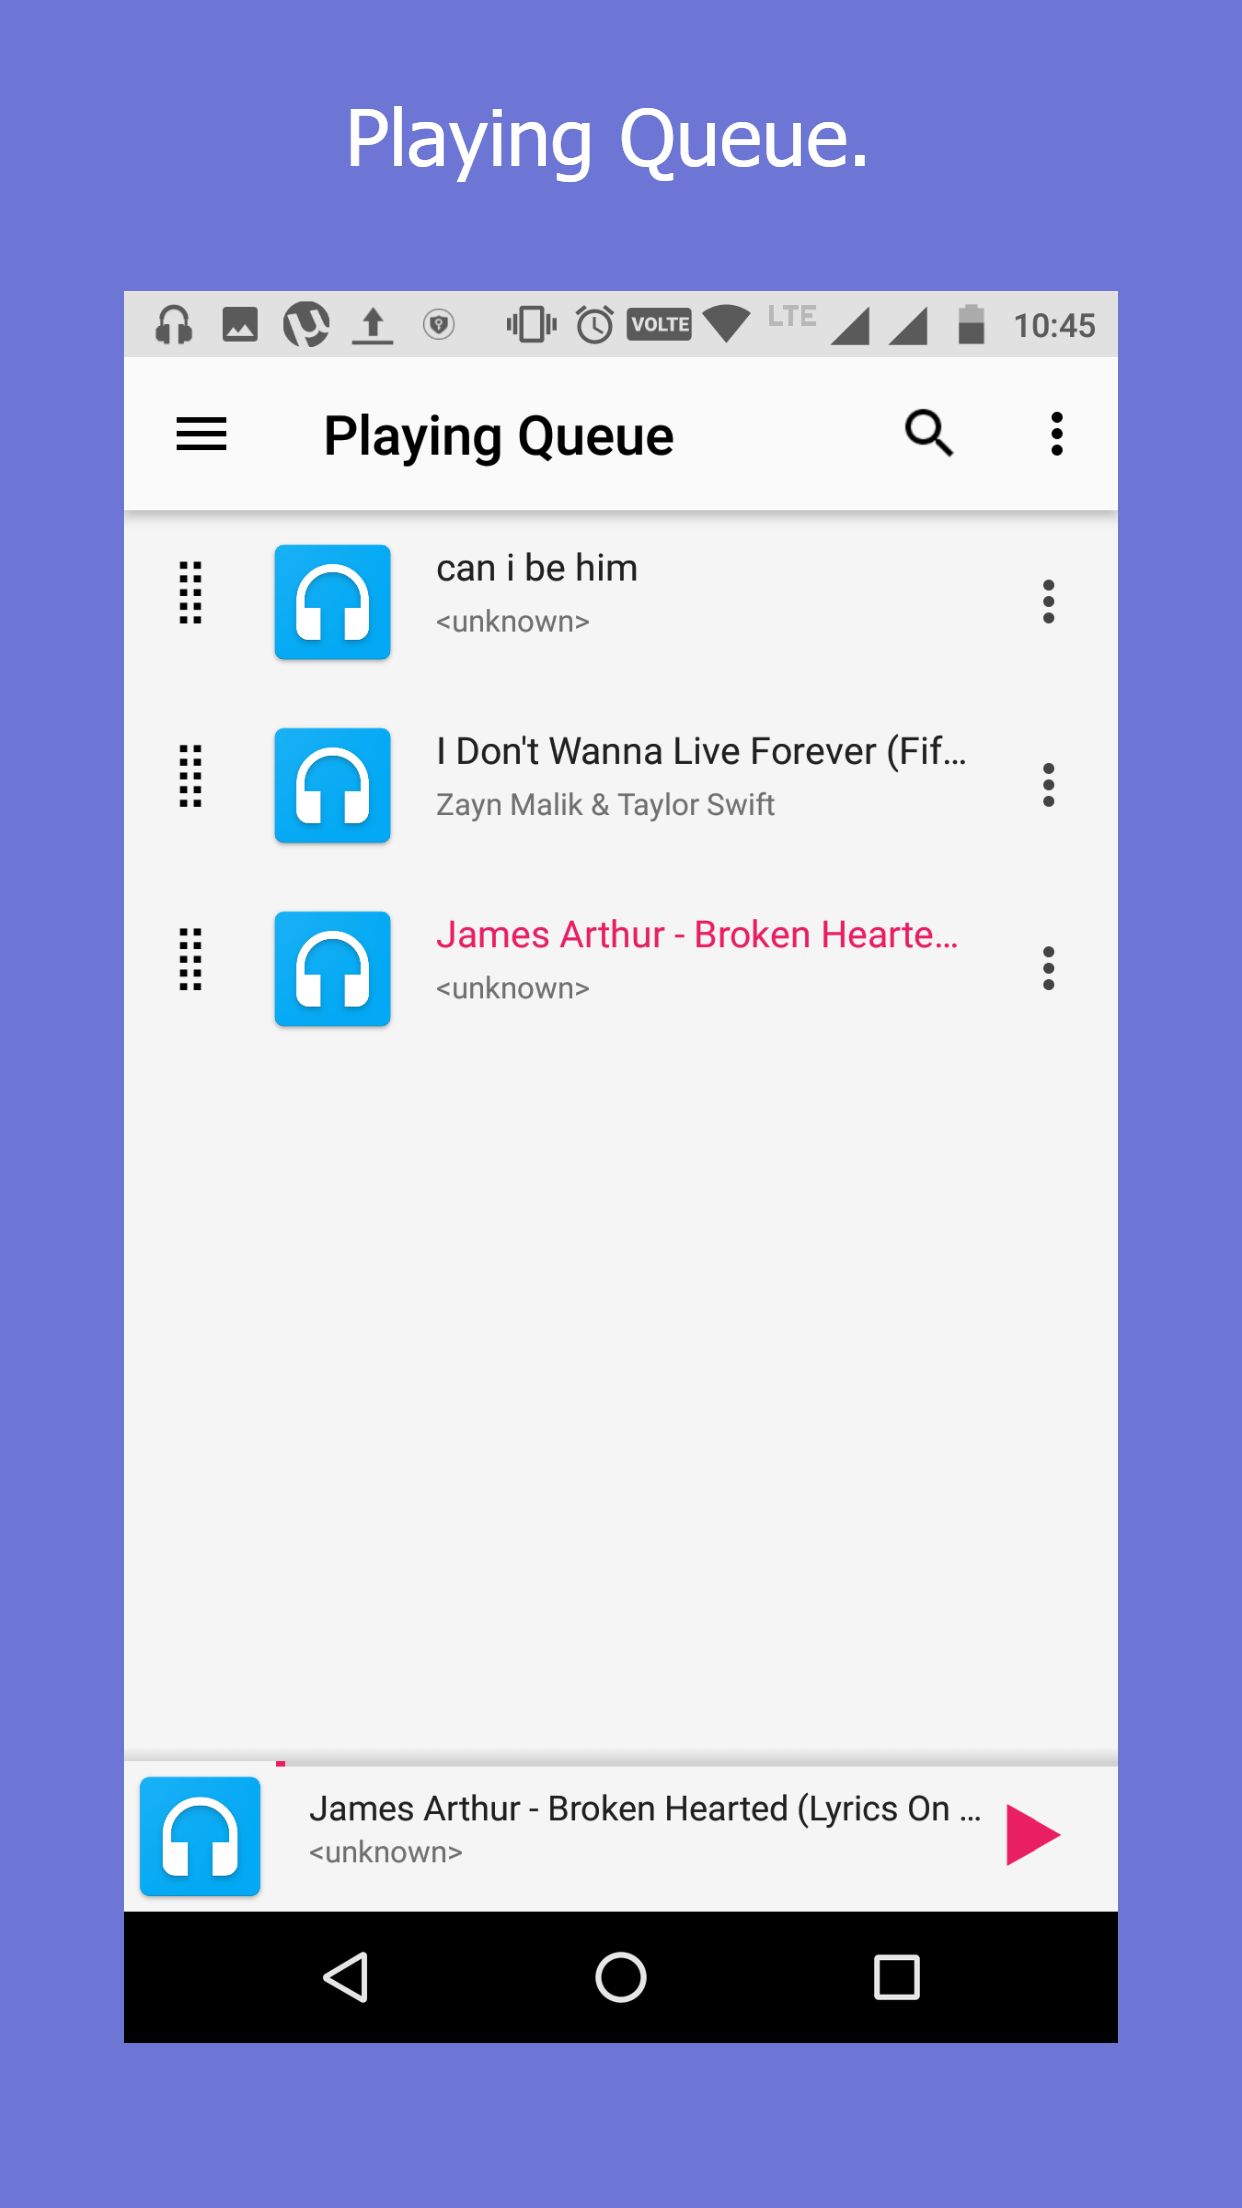 Playing Queue.
VOLTE LTE 10:45
Playing Queue
can i be him
<unknown>
I Don't Wanna Live Forever (Fif...
Zayn Malik & Taylor Swift
James Arthur - Broken Hearte...
<unknown>
James Arthur - Broken Hearted (Lyrics On ...
<unknown>